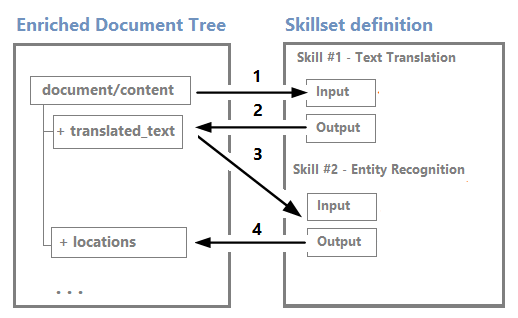 Enriched Document Tree
Skillset definition
Skill #1 - Text Translation
document/content
1
Input
+ translated_text
2
Output
3
Skill #2 - Entity Recognition
Input
+ locations
4
Output
. . .